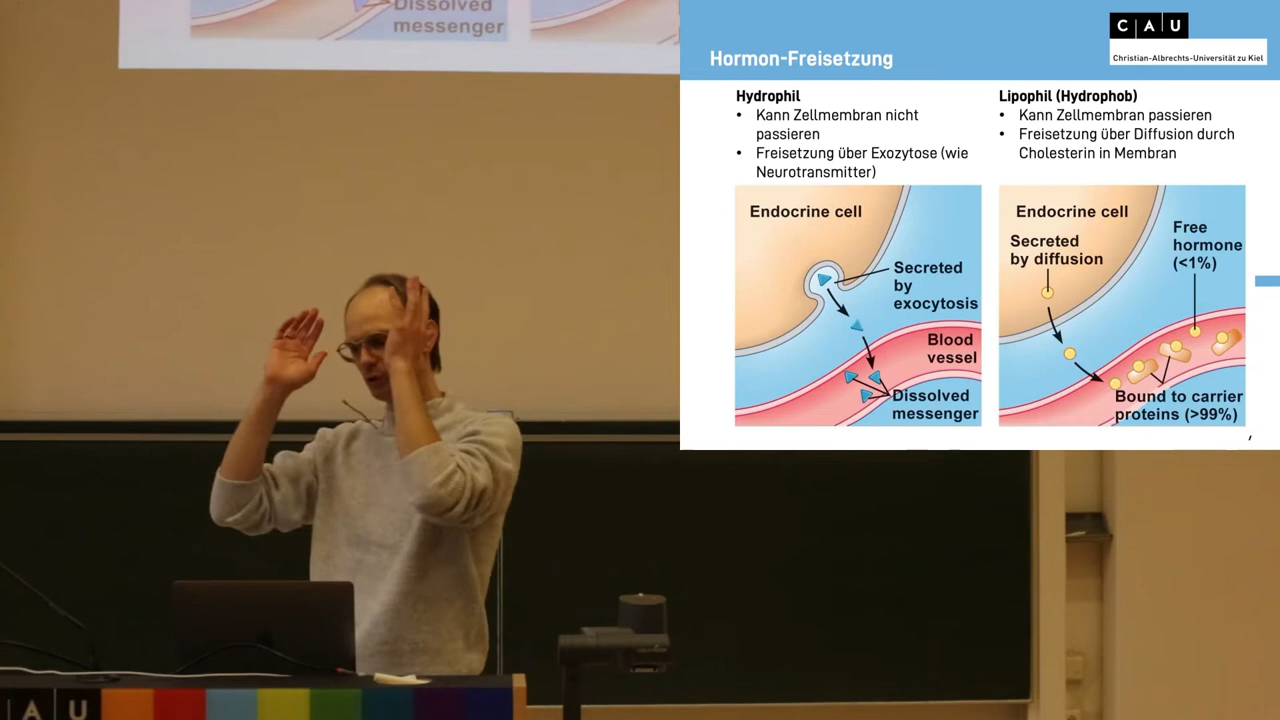 Dissolved
messenger
C A U
Christian-Albrechts-Universität zu Kiel
Hormon-Freisetzung
Hydrophil
• Kann Zellmembran nicht
passieren
• Freisetzung über Exozytose (wie
Neurotransmitter)
Lipophil (Hydrophob)
• Kann Zellmembran passieren
• Freisetzung über Diffusion durch
Cholesterin in Membran
Endocrine cell
Secreted
by
exocytosis
Blood
vessel
Dissolved
messenger
Endocrine cell
Secreted
by diffusion
Free
hormone
(<1%)
Bound to carrier
proteins (>99%)
A U